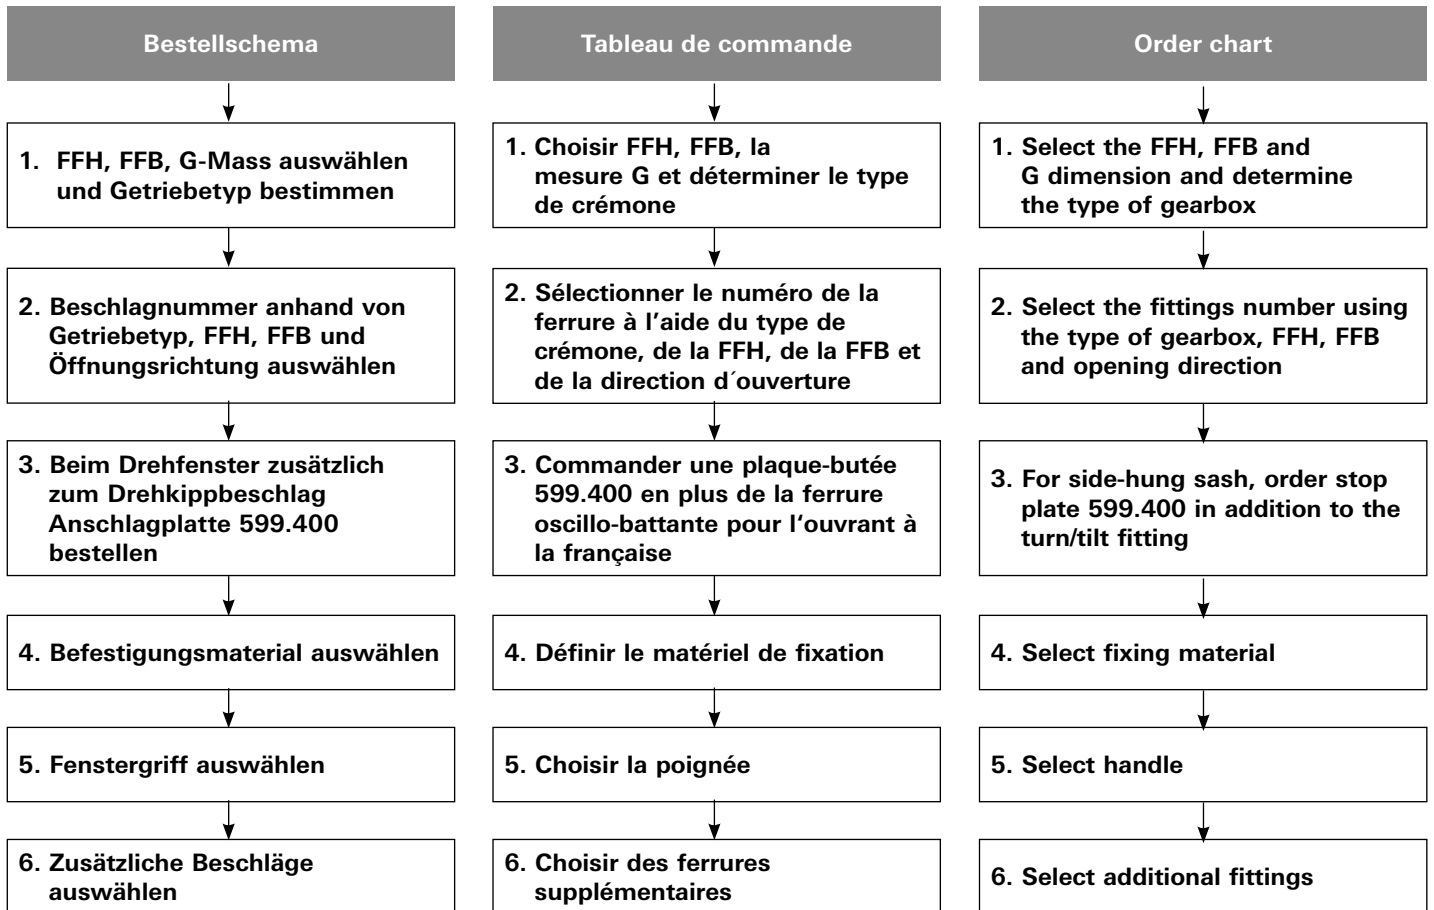 Bestellschema
1. FFH, FFB, G-Mass auswählen
und Getriebetyp bestimmen
2. Beschlagnummer anhand von
Getriebetyp, FFH, FFB und
Öffnungsrichtung auswählen
3. Beim Drehfenster zusätzlich
zum Drehkippbeschlag
Anschlagplatte 599.400
bestellen
4. Befestigungsmaterial auswählen
5. Fenstergriff auswählen
6. Zusätzliche Beschläge
auswählen
Tableau de commande
1. Choisir FFH, FFB, la
mesure G et déterminer le type
de crémone
2. Sélectionner le numéro de la
ferrure à l’aide du type de
crémone, de la FFH, de la FFB et
de la direction d´ouverture
3. Commander une plaque-butée
599.400 en plus de la ferrure
oscillo-battante pour l‘ouvrant à
la française
4. Définir le matériel de fixation
5. Choisir la poignée
6. Choisir des ferrures
supplémentaires
Order chart
1. Select the FFH, FFB and
G dimension and determine
the type of gearbox
2. Select the fittings number using
the type of gearbox, FFH, FFB
and opening direction
3. For side-hung sash, order stop
plate 599.400 in addition to the
turn/tilt fitting
4. Select fixing material
5. Select handle
6. Select additional fittings